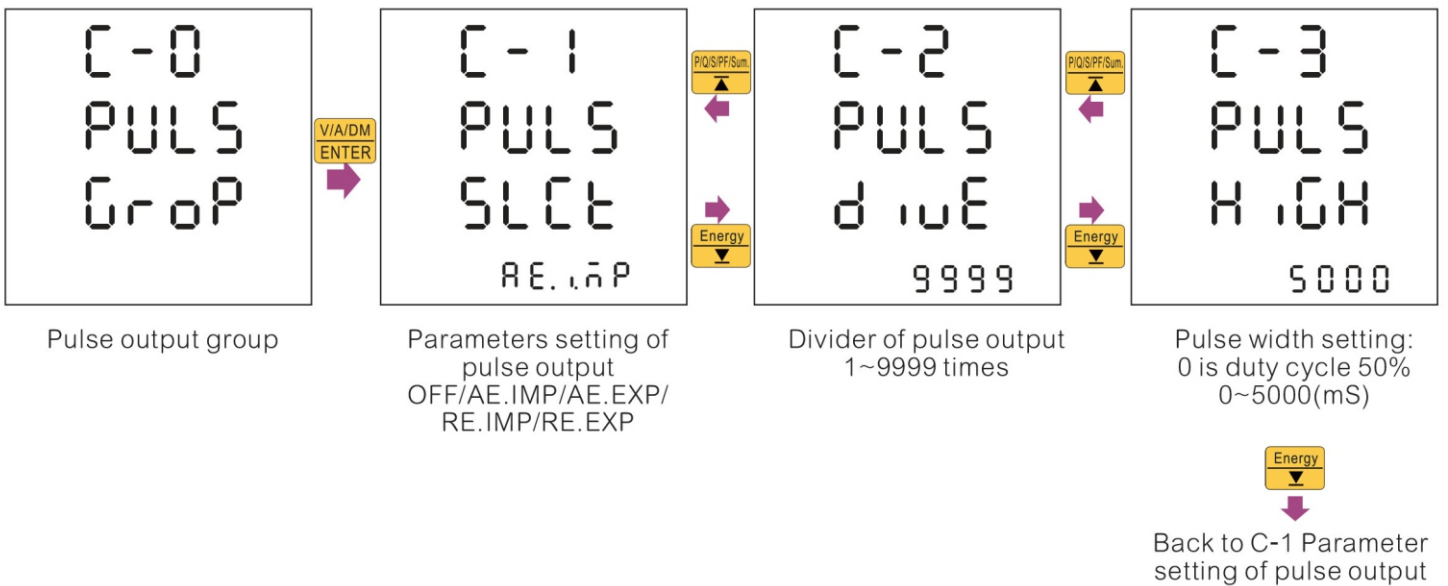 C-0
PULS
GroP
V/A/DM
ENTER
C-1
PULS
SLCt
AE.imP
P/Q/S/PF/Sum.
Energy
C-2
PULS
divE
9999
P/Q/S/PF/Sum.
Energy
C-3
PULS
HiGH
5000
Pulse output group
Parameters setting of
pulse output
OFF/AE.IMP/AE.EXP/
RE.IMP/RE.EXP
Divider of pulse output
1~9999 times
Pulse width setting:
0 is duty cycle 50%
0~5000(mS)
Energy
Back to C-1 Parameter
setting of pulse output